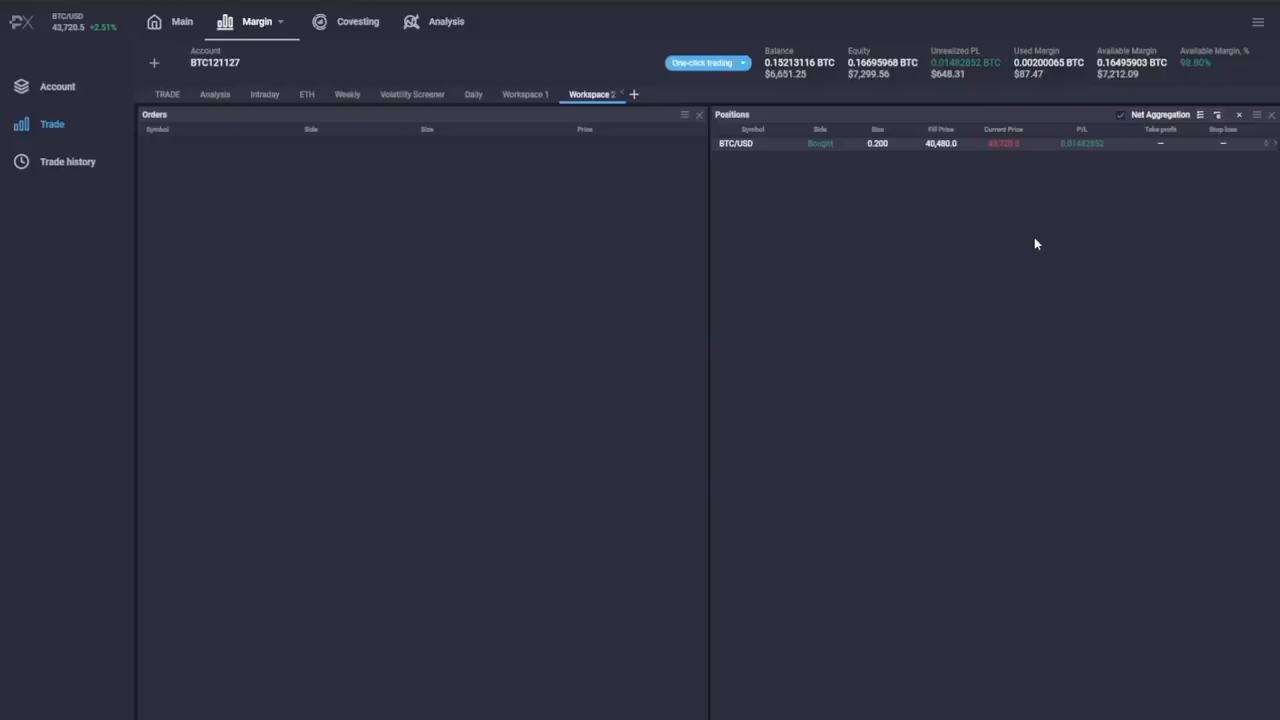 BTC/USD
43,720.5 +2.51%
Main
Margin
Covesting
Analysis
Account
BTC121127
One-click trading
Balance
0.15213116 BTC
$6,651.25
Equity
0.16695968 BTC
$7,299.56
Unrealized PL
0.01482852 BTC
$648.31
Used Margin
0.00200065 BTC
$87.47
Available Margin
0.16495903 BTC
$7,212.09
Available Margin, %
98.80%
Account
Trade
Trade history
TRADE
Analysis
Intraday
ETH
Weekly
Volatility Screener
Daily
Workspace 1
Workspace 2
Orders
Symbol Side Size Price
Positions
Net Aggregation
Symbol Side Size Fill Price Current Price P/L Take profit Stop loss
BTC/USD Bought 0.200 40,480.0 0.01482852 – –